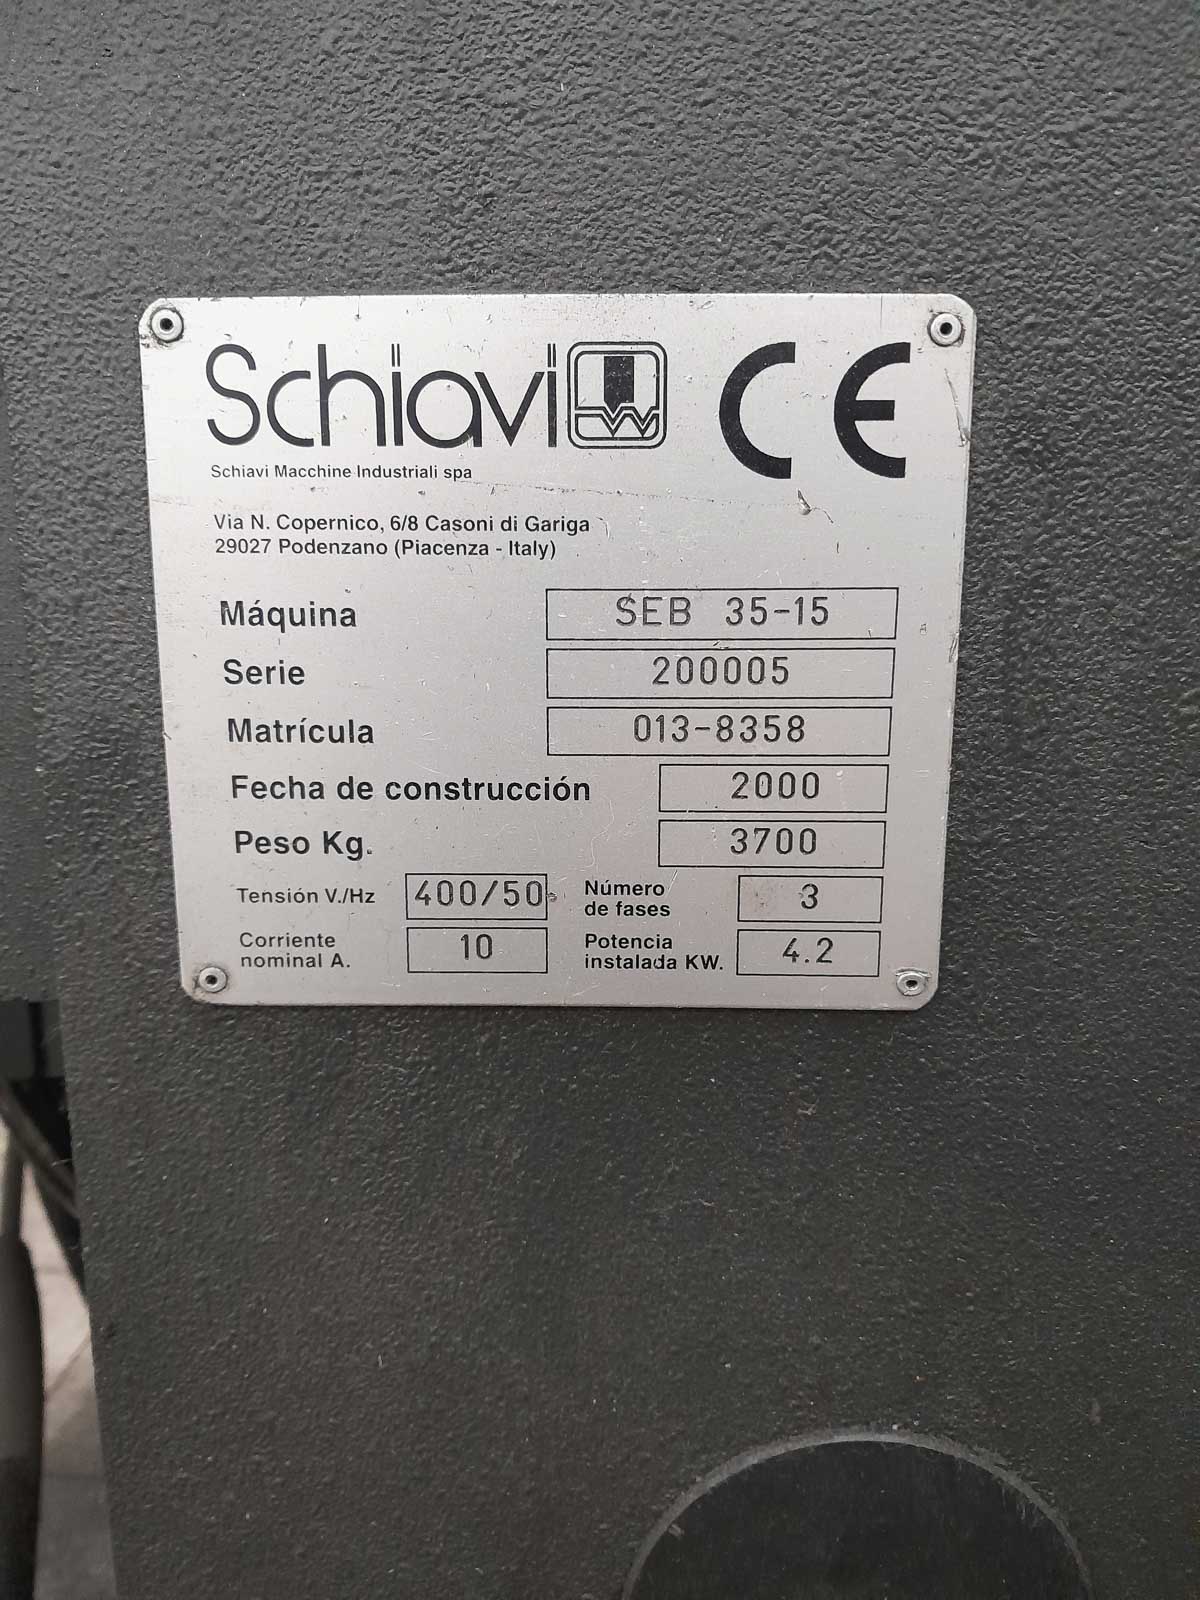 Schiavi CE
Schiavi Macchine Industriali spa
Via N. Copernico, 6/8 Casoni di Gariga
29027 Podenzano (Piacenza - Italy)
Máquina SEB 35-15
Serie 200005
Matrícula 013-8358
Fecha de construcción 2000
Peso Kg. 3700
Tensión V./Hz 400/50 Número de fases 3
Corriente nominal A. 10 Potencia instalada KW. 4.2